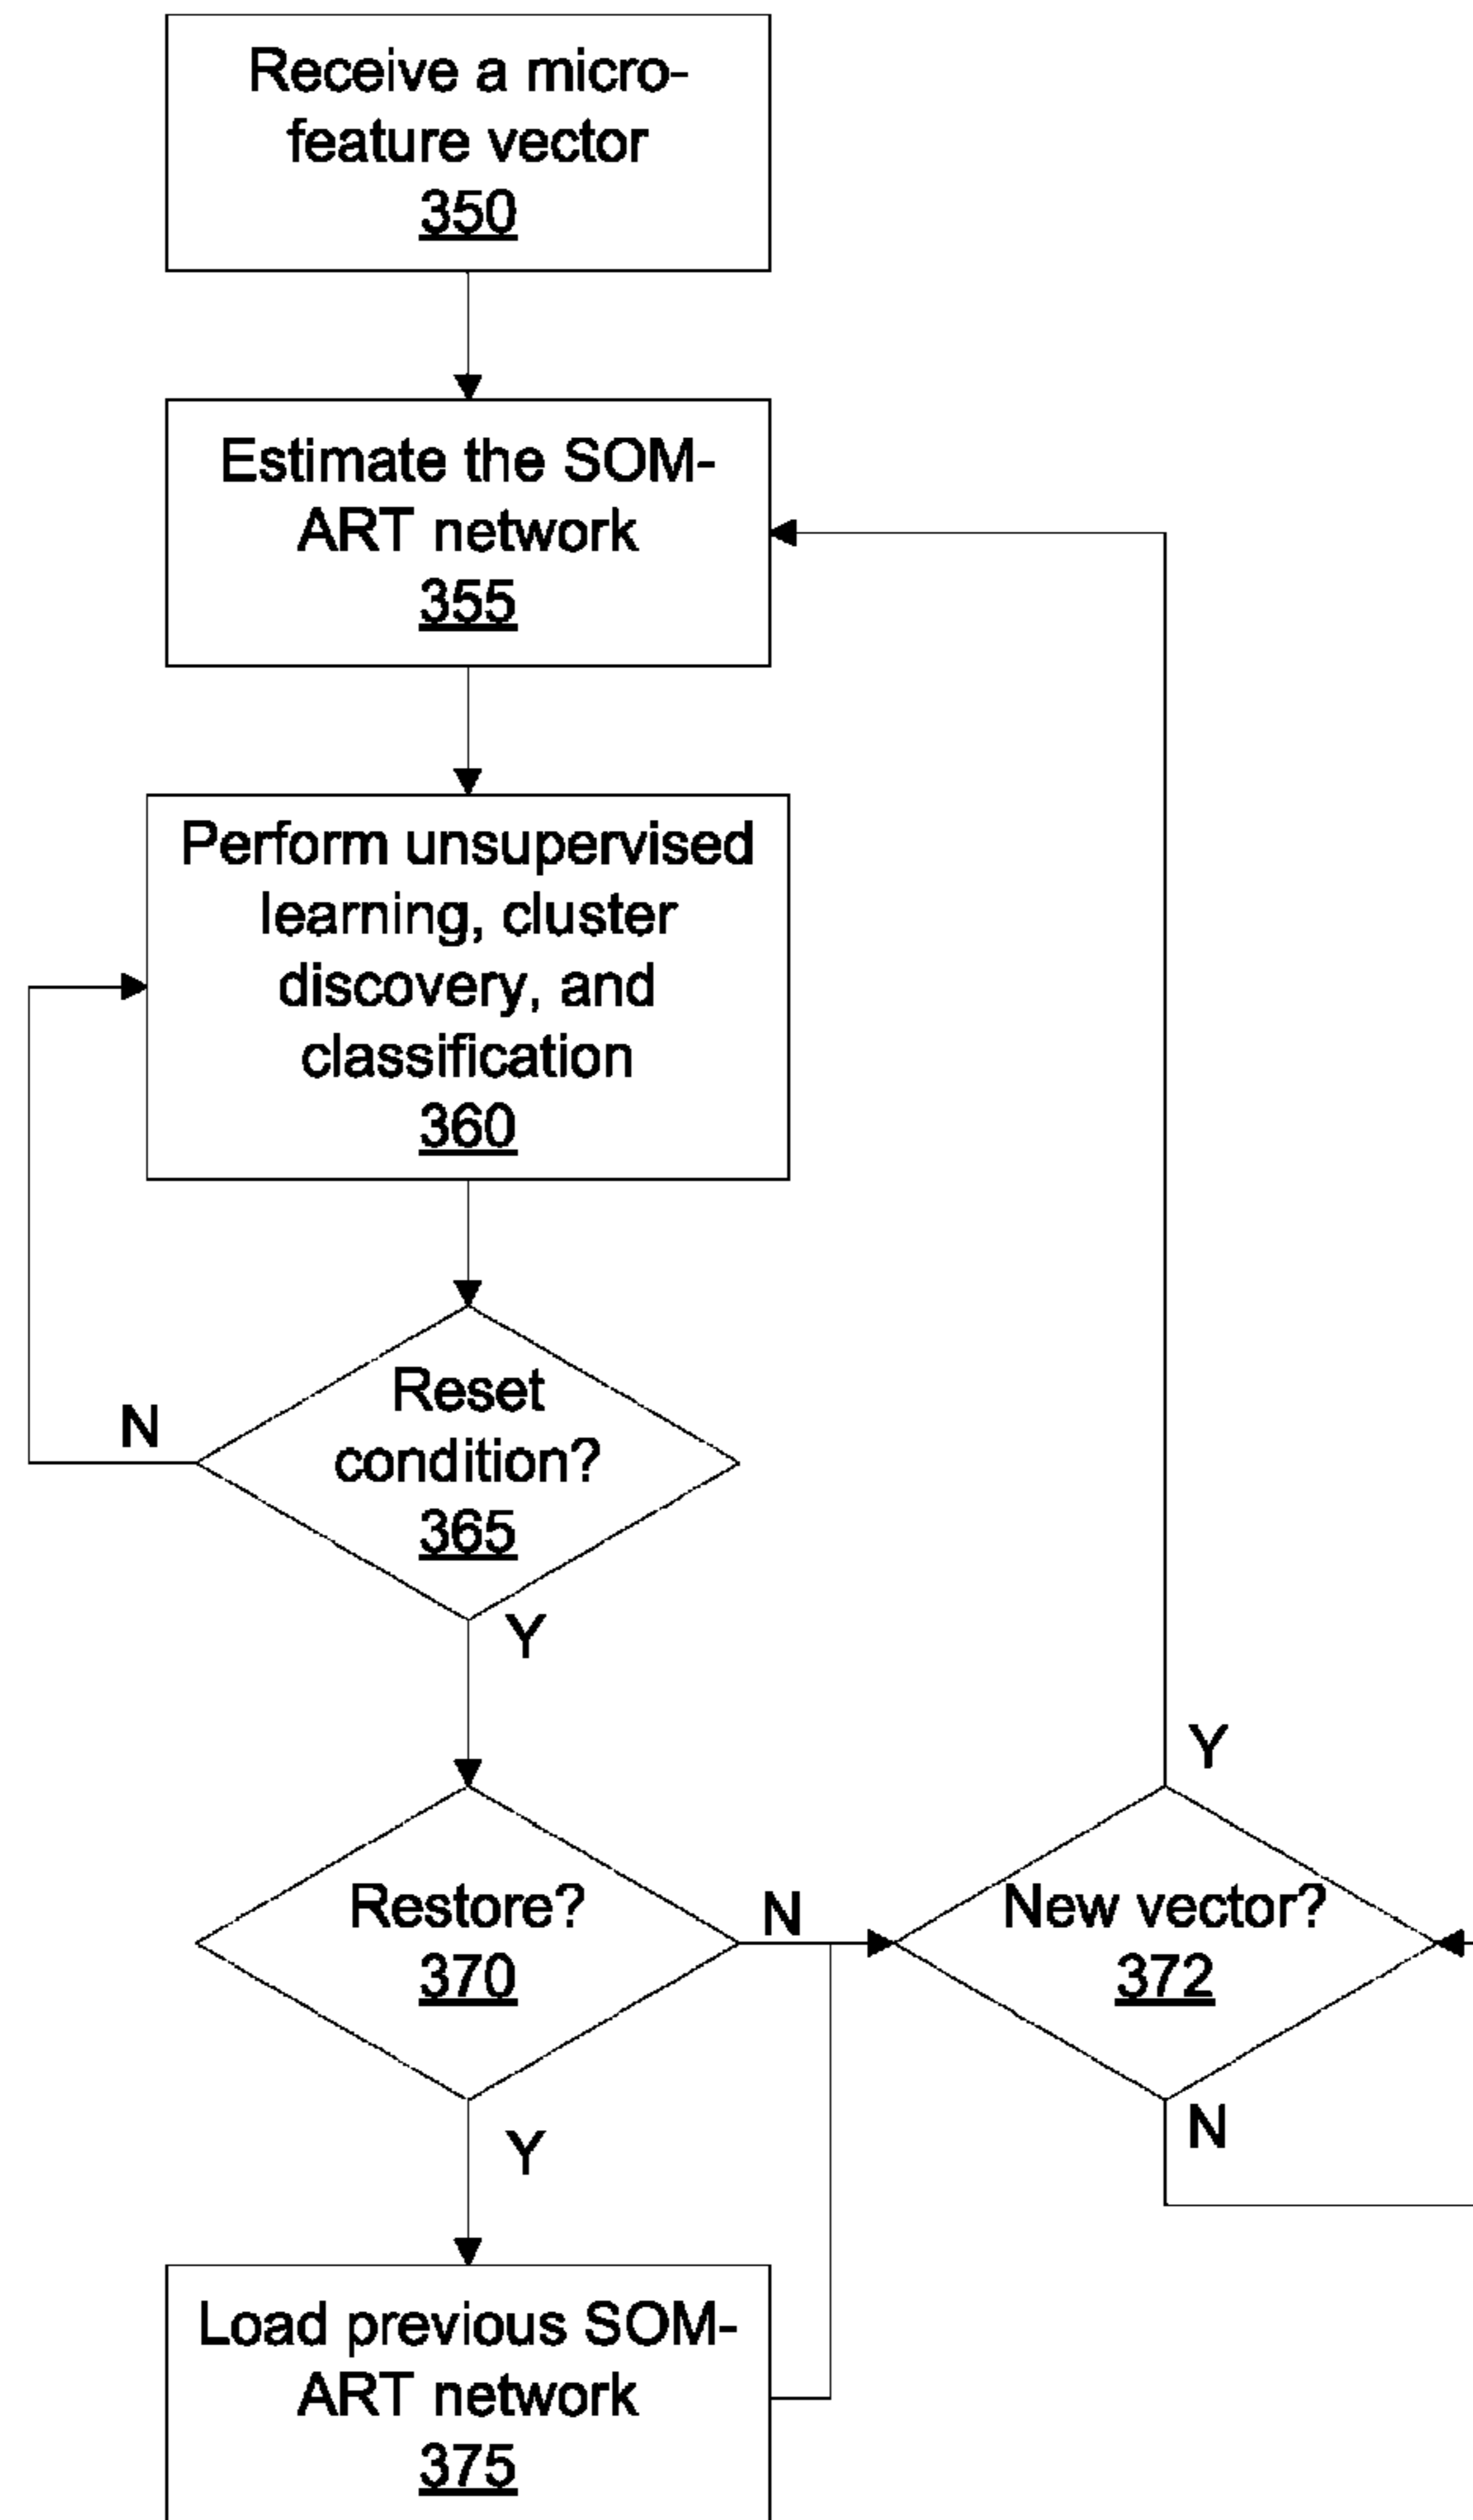 Receive a micro-
feature vector
350
Estimate the SOM-
ART network
355
Perform unsupervised
learning, cluster
discovery, and
classification
360
N
Reset
condition?
365
Y
Y
Restore?
370
N
New vector?
372
Y
N
Load previous SOM-
ART network
375